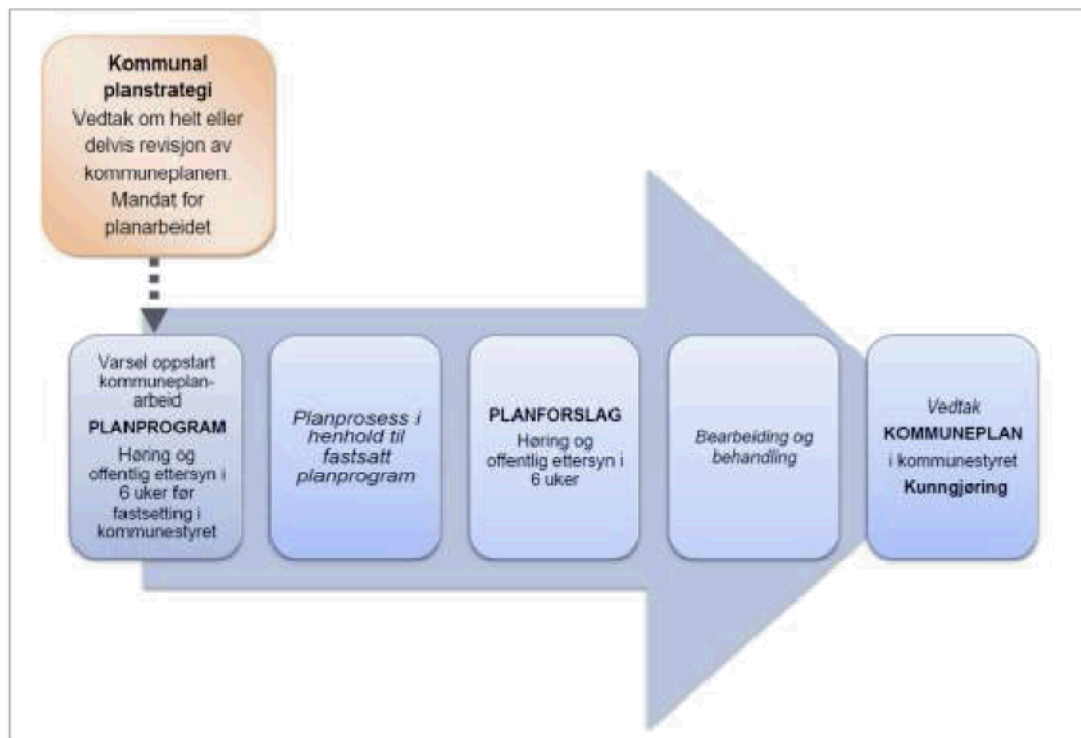 Kommunal
planstrategi
Vedtak om helt eller
delvis revisjon av
kommuneplanen.
Mandat for
planarbeidet
Varsel oppstart
kommuneplan-
arbeid
PLANPROGRAM
Høring og
offentlig ettersyn i
6 uker før
fastsetting i
kommunestyret
Planprosess i
henhold til
fastsatt
planprogram
PLANFORSLAG
Høring og
offentlig ettersyn i
6 uker
Bearbeiding og
behandling
Vedtak
KOMMUNEPLAN
i kommunestyret
Kunngjøring